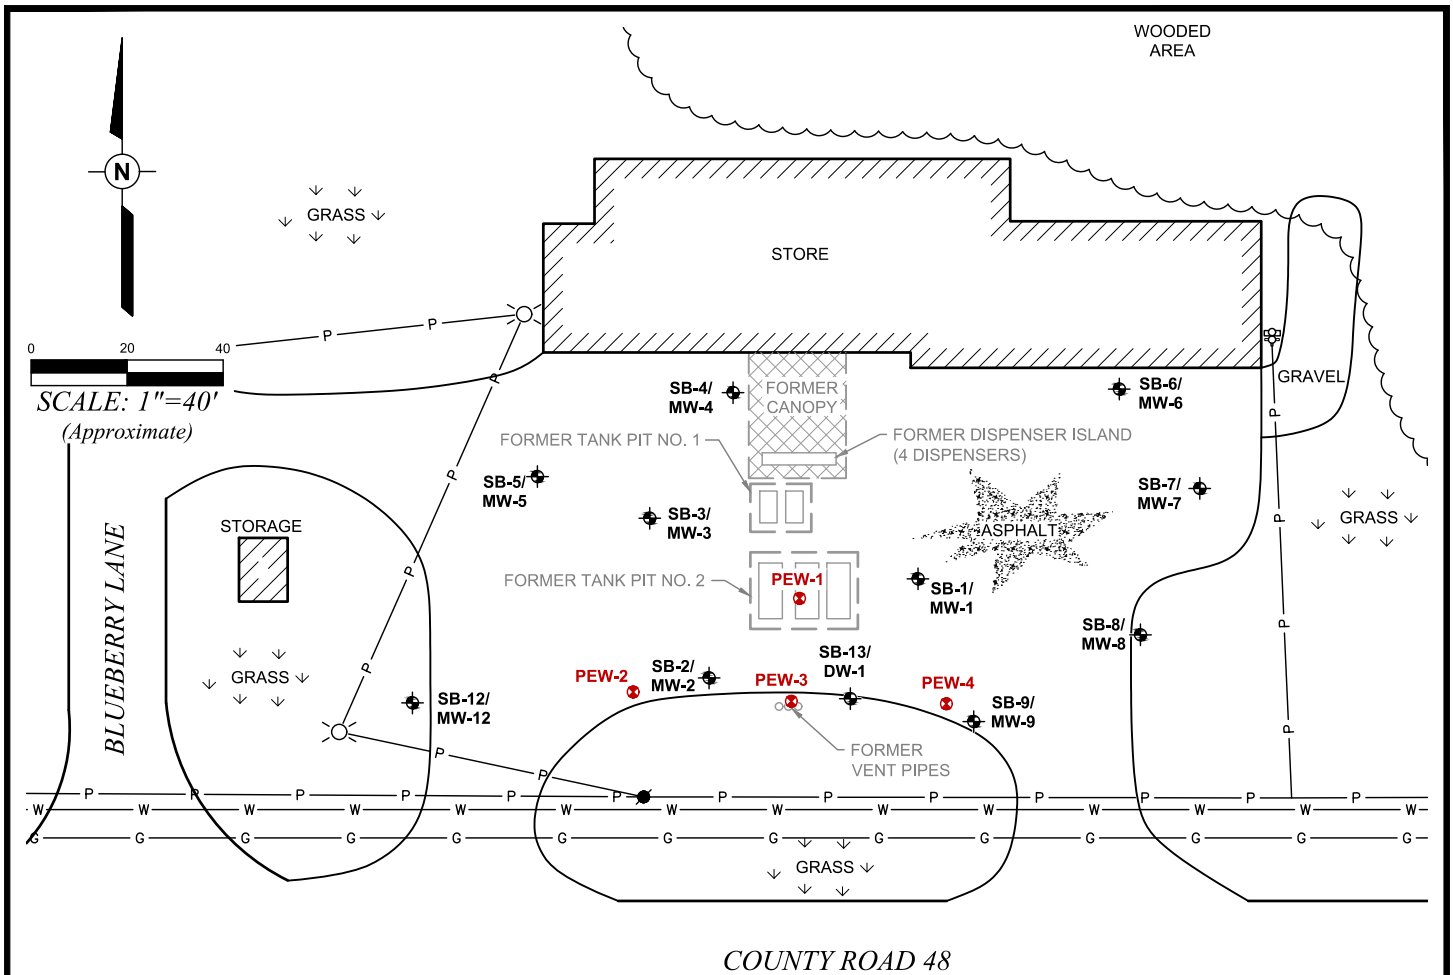 WOODED
AREA
N
GRASS
STORE
0 20 40
SCALE: 1"=40'
(Approximate)
P
P
P
P
P
P
P
GRAVEL
P
P
P
P
SB-4/
MW-4
FORMER
CANOPY
SB-6/
MW-6
FORMER TANK PIT NO. 1
FORMER DISPENSER ISLAND
(4 DISPENSERS)
SB-5/
MW-5
SB-7/
MW-7
SB-3/
MW-3
ASPHALT
GRASS
STORAGE
BLUEBERRY LANE
FORMER TANK PIT NO. 2
PEW-1
SB-1/
MW-1
SB-8/
MW-8
GRASS
SB-12/
MW-12
PEW-2
SB-2/
MW-2
PEW-3
SB-13/
DW-1
PEW-4
SB-9/
MW-9
FORMER
VENT PIPES
P P P P P P P P P P P P P
W W W W W W W W W W W W W
G G G G G G G G G G G G G G
GRASS
COUNTY ROAD 48